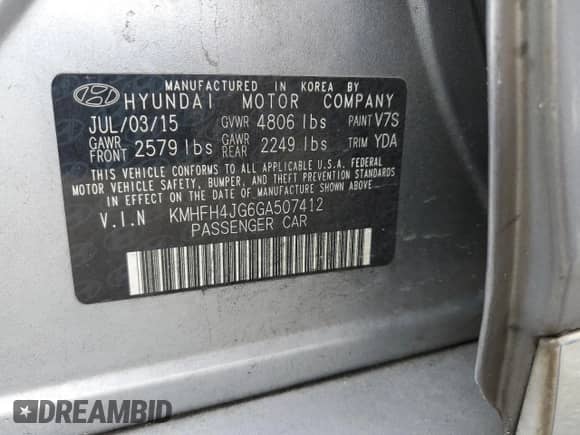 MANUFACTURED IN KOREA BY
HYUNDAI MOTOR COMPANY
JUL/03/15 GVWR 4806 lbs PAINT V7S
GAWR FRONT 2579 lbs GAWR REAR 2249 lbs TRIM YDA
THIS VEHICLE CONFORMS TO ALL APPLICABLE U.S.A. FEDERAL
MOTOR VEHICLE SAFETY, BUMPER, AND THEFT PREVENTION STANDARDS
IN EFFECT ON THE DATE OF MANUFACTURE SHOWN ABOVE.
V.I.N KMHFH4JG6GA507412
PASSENGER CAR
DREAMBID